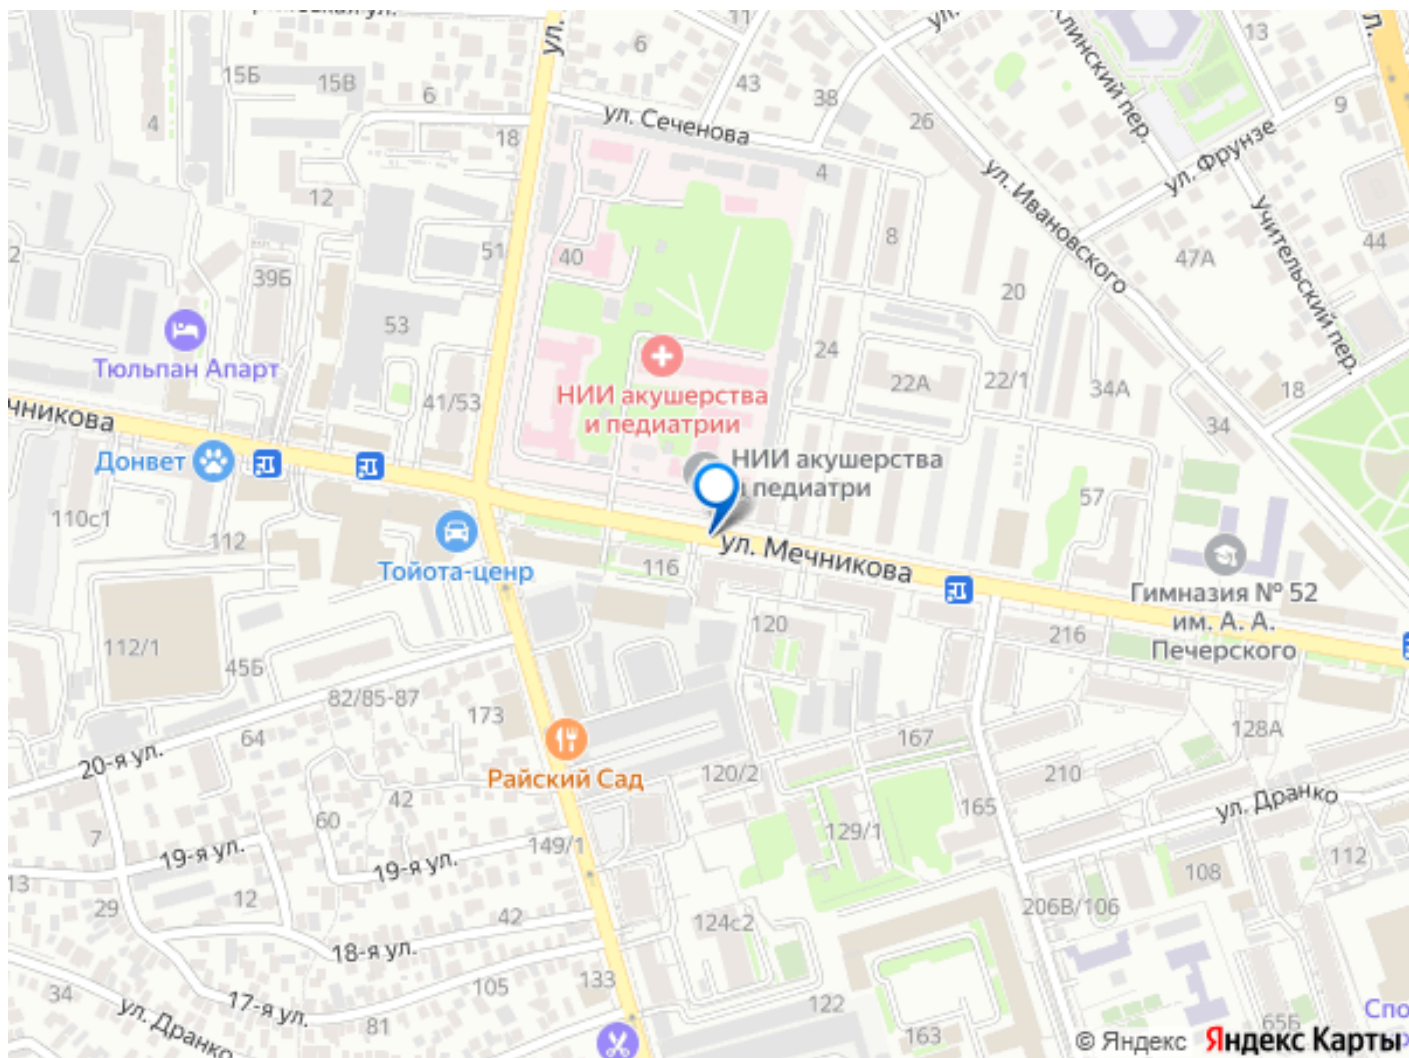 ул.
11
ул.
Клинский пер.
13
ул.
6
15Б
15В
6
43
38
9
4
18
ул. Сеченова
26
ул. Фрунзе
12
4
ул. Ивановского
Учительский пер.
2
51
40
8
47А
44
39Б
20
53
24
Тюльпан Апарт
НИИ акушерства
и педиатрии
22А
22/1
34А
18
41/53
34
чникова
Донвет
НИИ акушерства
педиатри
57
110с1
112
Тойота-ценр
116
ул. Мечникова
Гимназия № 52
им. А. А.
Печерского
120
216
112/1
45Б
82/85-87
173
64
20-я ул.
167
128А
Райский Сад
120/2
210
42
60
165
ул. Дранко
7
149/1
129/1
19-я ул.
19-я ул.
112
13
12
108
29
42
124с2
206В/106
18-я ул.
133
34
17-я ул.
105
122
ул. Дранко
81
163
65Б
Спо
© Яндекс
Яндекс Карты